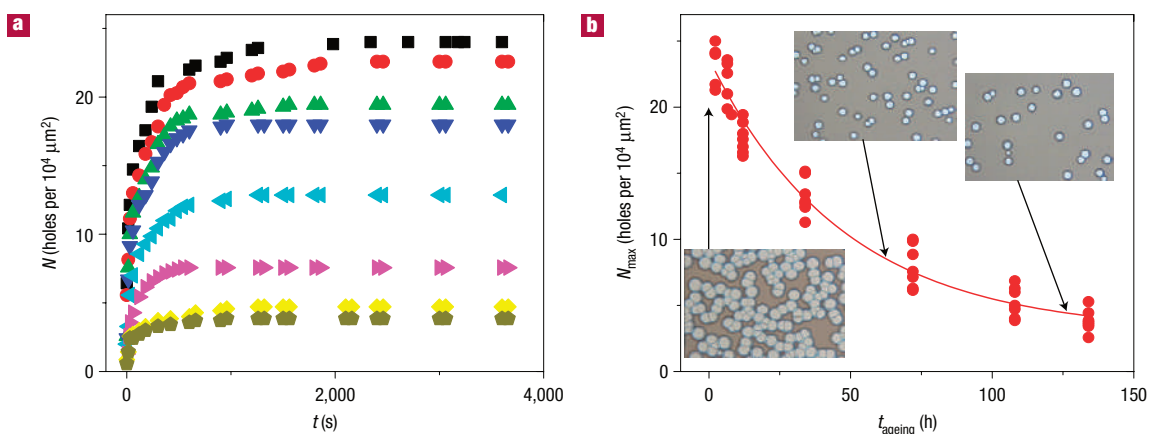 a
N (holes per 10⁴ μm²)
20
10
0
0
2,000
4,000
t (s)
b
N_max (holes per 10⁴ μm²)
30
20
10
0
0
50
100
150
t_ageing (h)